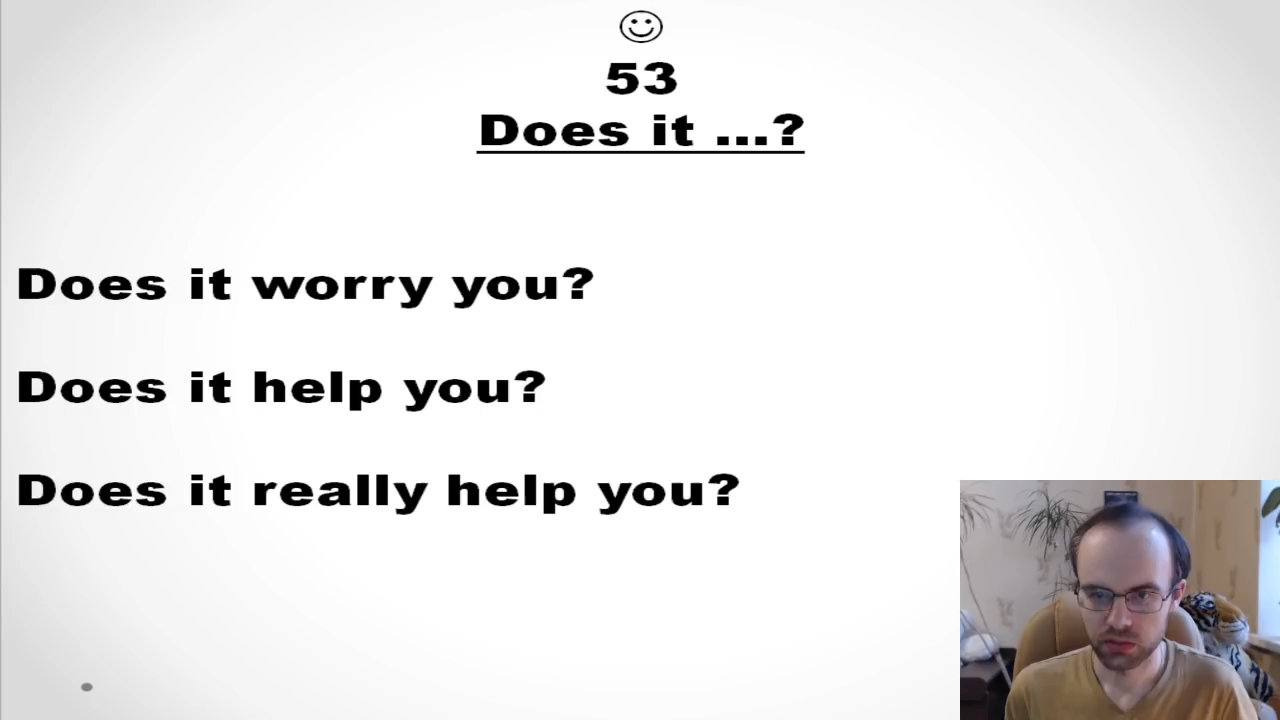 53
Does it ...?
Does it worry you?
Does it help you?
Does it really help you?